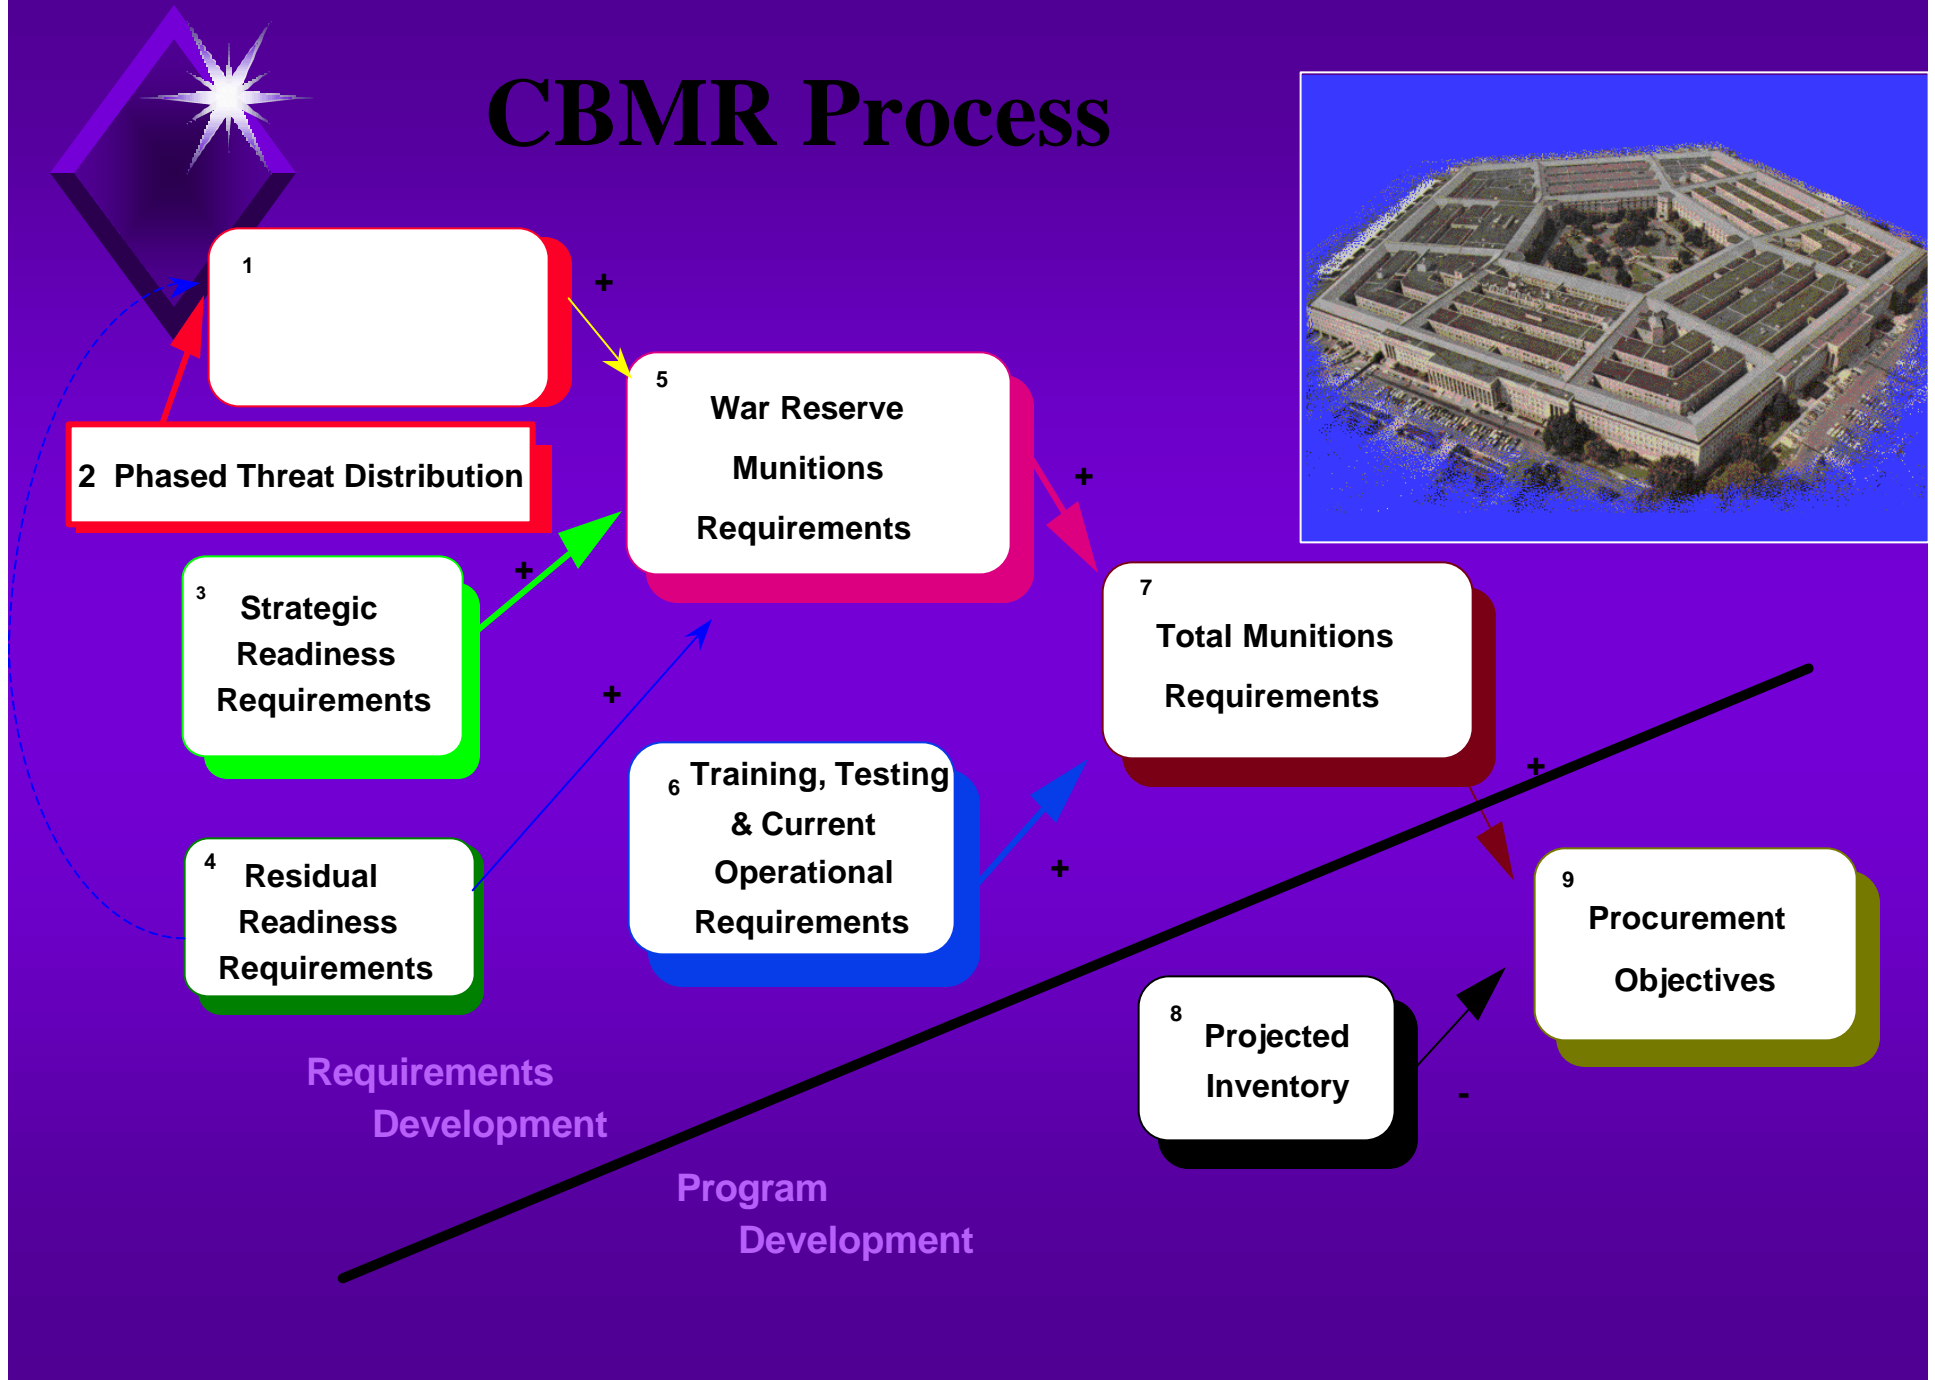 CBMR Process
1
+
2 Phased Threat Distribution
5
War Reserve
Munitions
Requirements
+
3
Strategic
Readiness
Requirements
+
4
Residual
Readiness
Requirements
+
6 Training, Testing
& Current
Operational
Requirements
+
7
Total Munitions
Requirements
+
8
Projected
Inventory
-
9
Procurement
Objectives
Requirements
Development
Program
Development